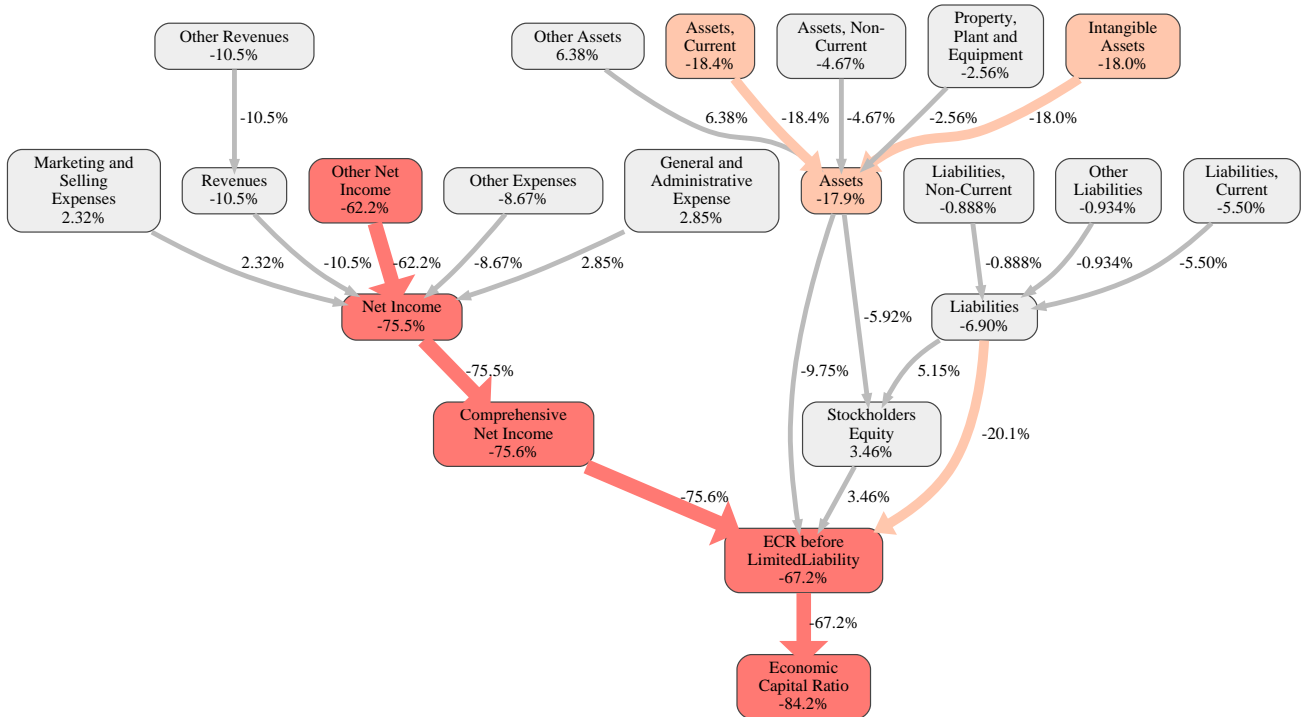 Other Revenues
-10.5%
Other Assets
6.38%
Assets,
Current
-18.4%
Assets, Non-
Current
-4.67%
Property,
Plant and
Equipment
-2.56%
Intangible
Assets
-18.0%
-10.5%
6.38%
-18.4%
-4.67%
-2.56%
-18.0%
Marketing and
Selling
Expenses
2.32%
Revenues
-10.5%
Other Net
Income
-62.2%
Other Expenses
-8.67%
General and
Administrative
Expense
2.85%
Assets
-17.9%
Liabilities,
Non-Current
-0.888%
Other
Liabilities
-0.934%
Liabilities,
Current
-5.50%
2.32%
-10.5%
-62.2%
-8.67%
2.85%
-0.888%
-0.934%
-5.50%
Net Income
-75.5%
-5.92%
Liabilities
-6.90%
-75.5%
-9.75%
5.15%
Comprehensive
Net Income
-75.6%
Stockholders
Equity
3.46%
-20.1%
-75.6%
3.46%
ECR before
LimitedLiability
-67.2%
-67.2%
Economic
Capital Ratio
-84.2%